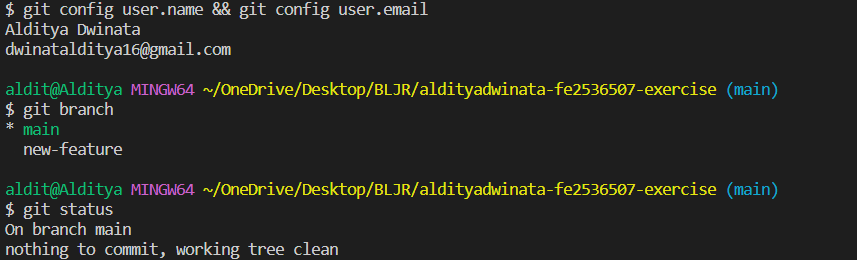 $ git config user.name && git config user.email
Alditya Dwinata
dwinatalditya16@gmail.com
aldit@Alditya MINGW64 ~/OneDrive/Desktop/BLJR/aldityadwinata-fe2536507-exercise (main)
$ git branch
* main
new-feature
aldit@Alditya MINGW64 ~/OneDrive/Desktop/BLJR/aldityadwinata-fe2536507-exercise (main)
$ git status
On branch main
nothing to commit, working tree clean